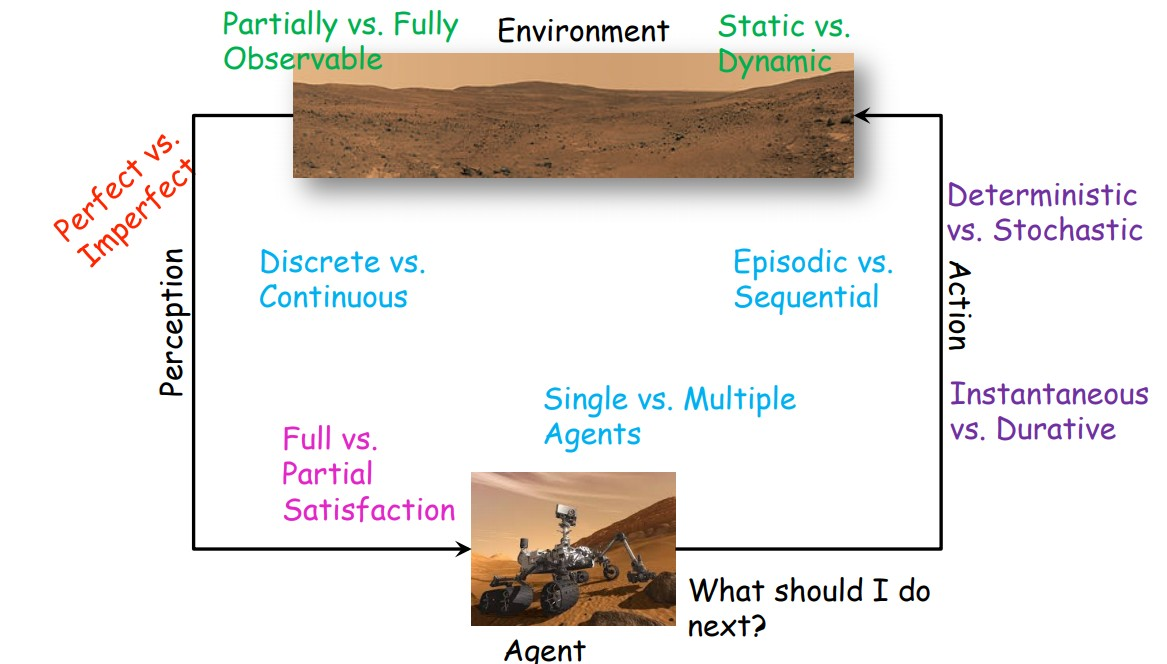 Partially vs. Fully
Observable
Environment
Static vs.
Dynamic
Perfect vs.
Imperfect
Deterministic
vs. Stochastic
Discrete vs.
Continuous
Episodic vs.
Sequential
Perception
Action
Single vs. Multiple
Agents
Instantaneous
vs. Durative
Full vs.
Partial
Satisfaction
What should I do
next?
Agent